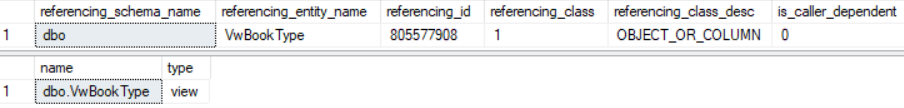 referencing_schema_name referencing_entity_name referencing_id referencing_class referencing_class_desc is_caller_dependent
1 dbo VwBookType 805577908 1 OBJECT_OR_COLUMN 0
name type
1 dbo.VwBookType view